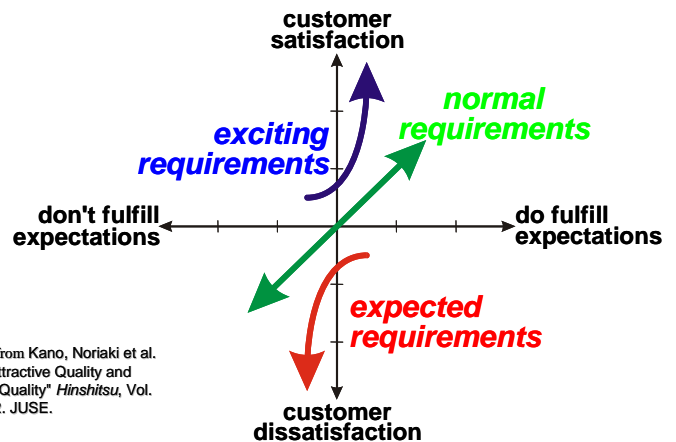 customer
satisfaction
normal
requirements
exciting
requirements
don't fulfill
expectations
do fulfill
expectations
expected
requirements
from Kano, Noriaki et al.
ttractive Quality and
Quality" Hinshitsu, Vol.
. JUSE.
customer
dissatisfaction